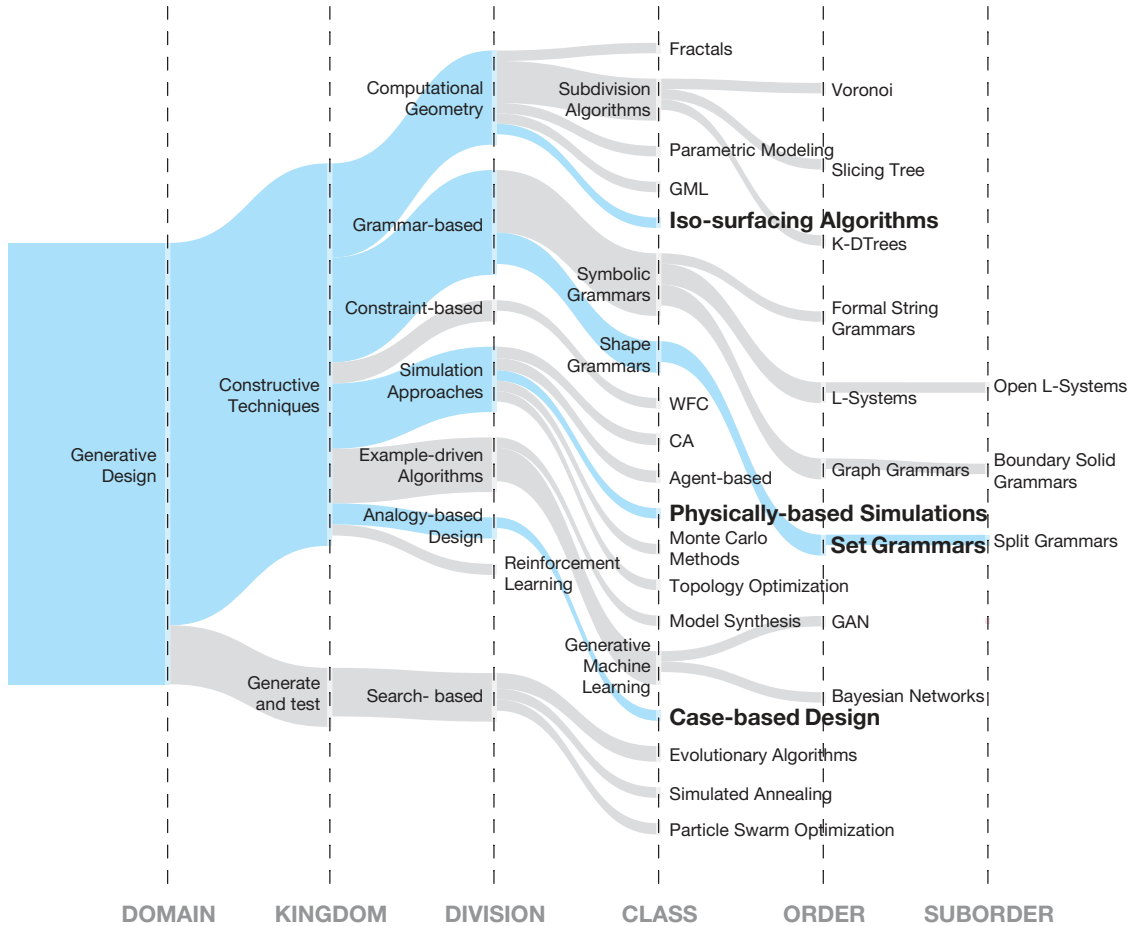 Generative
Design
Constructive
Techniques
Generate
and test
Computational
Geometry
Grammar-based
Constraint-based
Simulation
Approaches
Example-driven
Algorithms
Analogy-based
Design
Reinforcement
Learning
Search- based
Fractals
Subdivision
Algorithms
Parametric Modeling
GML
Iso-surfacing Algorithms
Symbolic
Grammars
Shape
Grammars
WFC
CA
Agent-based
Physically-based Simulations
Monte Carlo
Methods
Topology Optimization
Model Synthesis
Generative
Machine
Learning
Case-based Design
Evolutionary Algorithms
Simulated Annealing
Particle Swarm Optimization
Voronoi
Slicing Tree
K-DTrees
Formal String
Grammars
L-Systems
Graph Grammars
Set Grammars
GAN
Bayesian Networks
Open L-Systems
Boundary Solid
Grammars
Split Grammars
DOMAIN
KINGDOM
DIVISION
CLASS
ORDER
SUBORDER